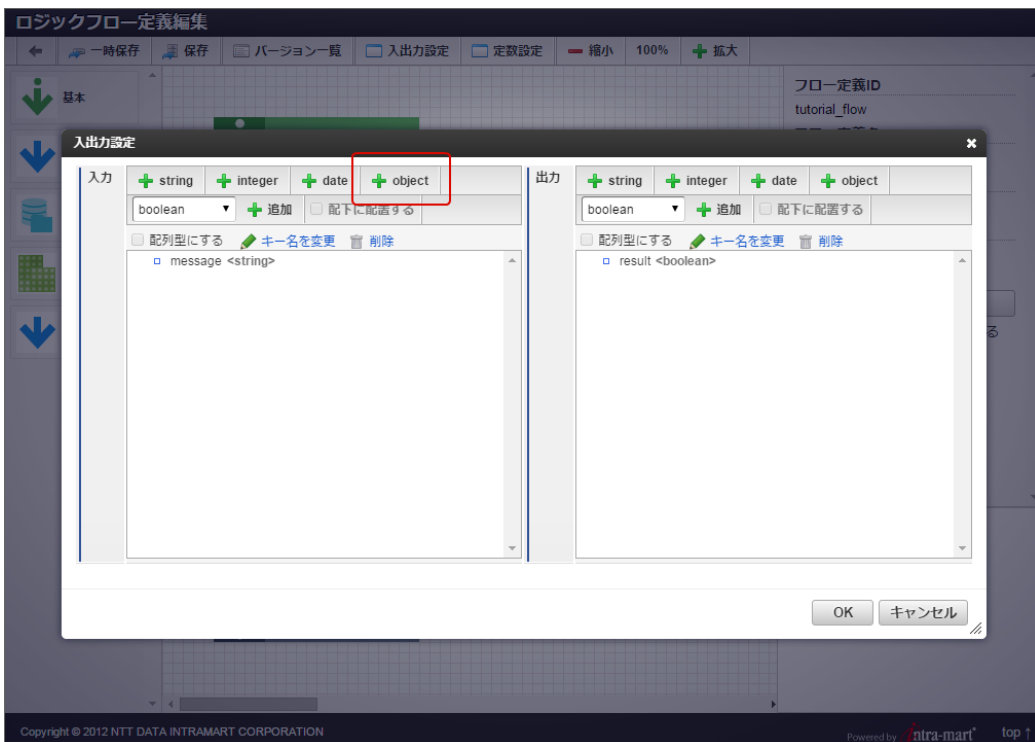 ロジックフロー定義編集
一時保存 保存 バージョン一覧 入出力設定 定数設定 縮小 100% 拡大
基本
フロー定義ID
tutorial_flow
入出力設定
入力 string integer date object
boolean 追加 配下に配置する
配列型にする キー名を変更 削除
message <string>
出力 string integer date object
boolean 追加 配下に配置する
配列型にする キー名を変更 削除
result <boolean>
る
OK キャンセル
Copyright © 2012 NTT DATA INTRAMART CORPORATION
Powered by intra-mart top ↑